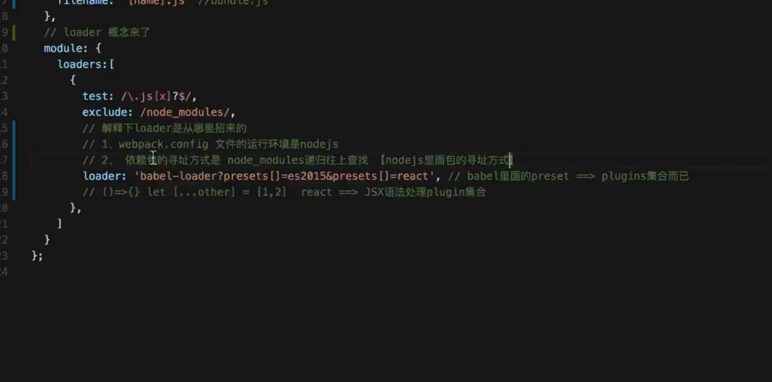 filename: '[name].js' //bundle.js
8 },
9 // loader 概念来了
10 module: {
11 loaders:[
12 {
13 test: /\.js[x]?$/,
14 exclude: /node_modules/,
15 // 解释下loader是从哪里招来的
16 // 1、webpack.config 文件的运行环境是nodejs
17 // 2、 依赖包的寻址方式是 node_modules递归往上查找 【nodejs里面包的寻址方式】
18 loader: 'babel-loader?presets[]=es2015&presets[]=react', // babel里面的preset ==> plugins集合而已
19 // ()=>{} let [...other] = [1,2] react ==> JSX语法处理plugin集合
20 },
21 ]
22 }
23 };
24